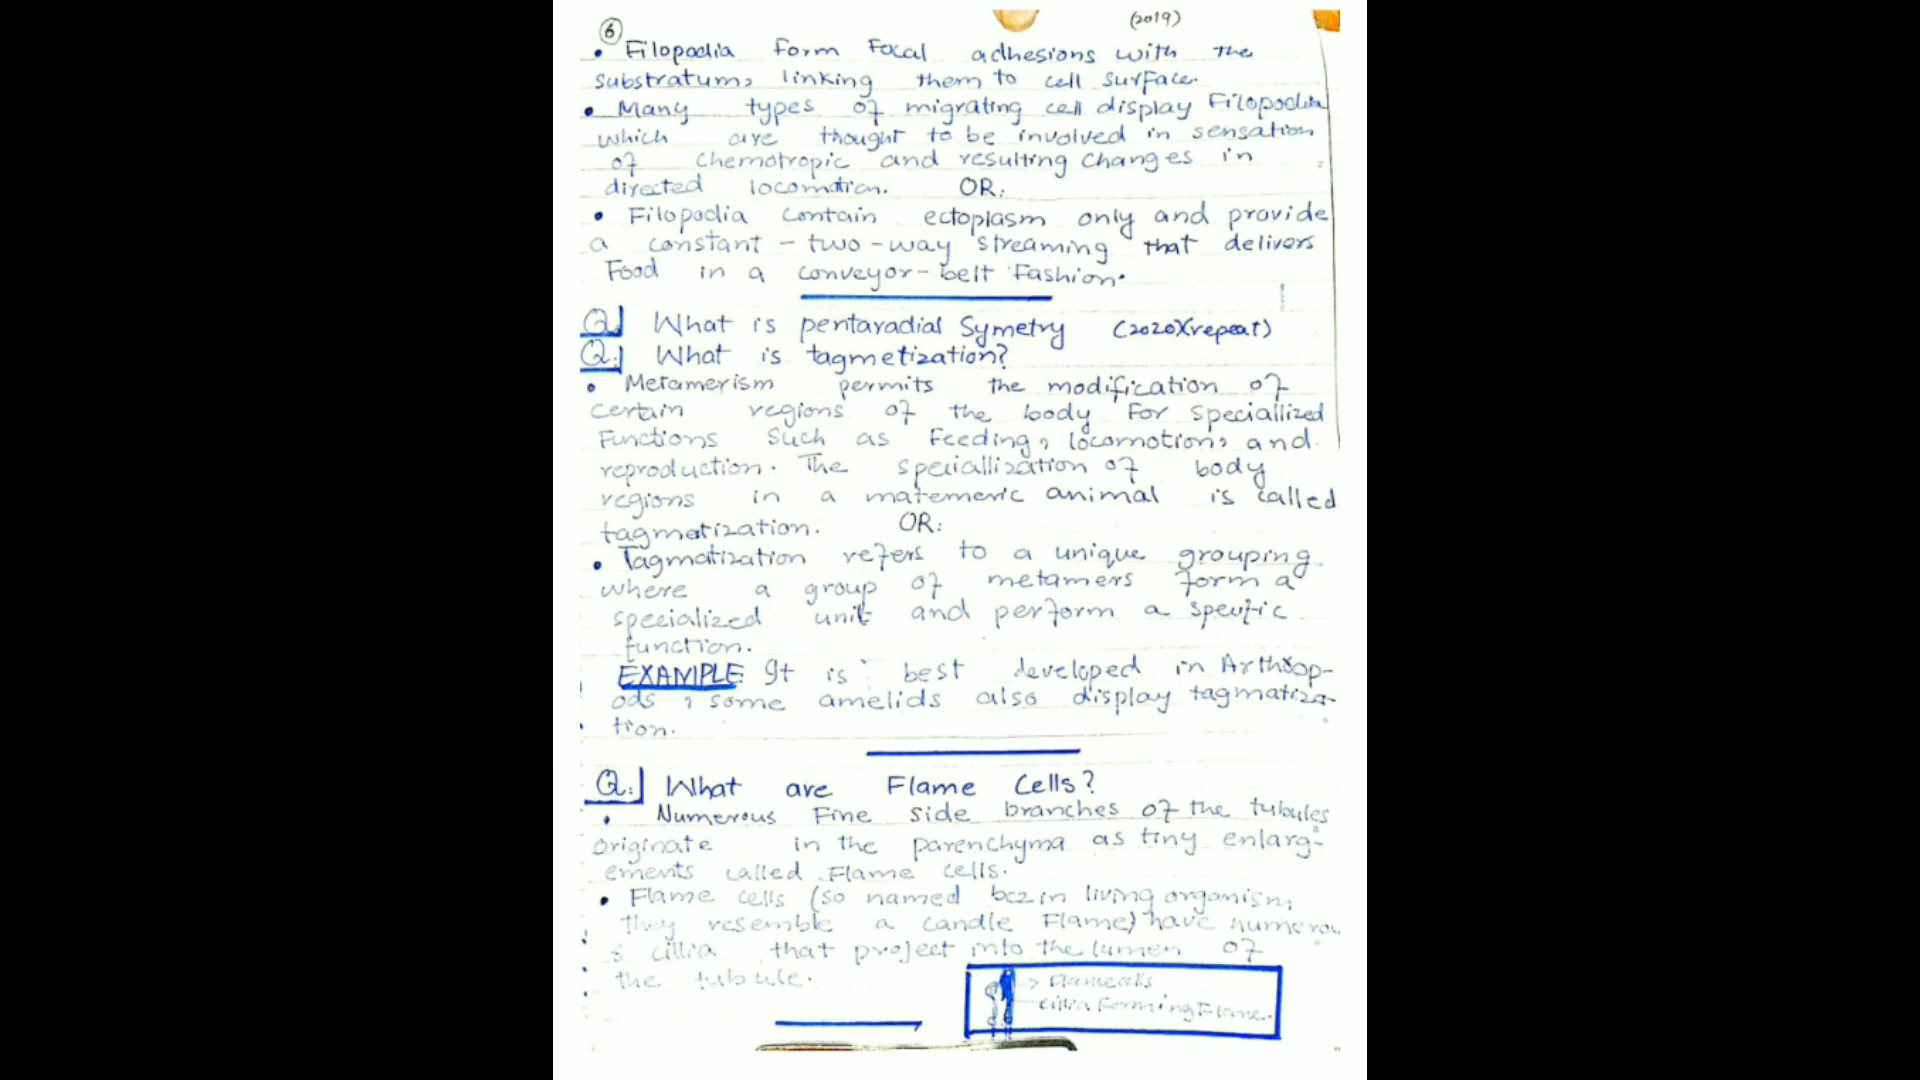 (2019)
6
• Filopodia form Focal adhesions with the
substratum, linking them to cell surface.
• Many types of migrating cell display Filopodia
which are thought to be involved in sensation
of chemotropic and resulting changes in
directed locomotion. OR:
• Filopodia contain ectoplasm only and provide
a constant - two-way streaming that delivers
Food in a conveyor-belt Fashion.
Q What is pentaradial Symetry (2020)(repeat)
Q. What is tagmetization?
• Metamerism permits the modification of
certain regions of the body For speciallized
Functions Such as Feeding, locomotion, and
reproduction. The speciallization of body
regions in a matemeric animal is called
tagmatization. OR:
• Tagmatization refers to a unique grouping
where a group of metamers form a
specialized unit and perform a specific
function.
EXAMPLE: It is best developed in Arthrop-
ods, some amelids also display tagmatiza-
tion.
Q. What are Flame Cells?
• Numerous Fine side branches of the tubules
originate in the parenchyma as tiny enlarg-
ements called Flame cells.
• Flame cells (so named bcz in living organism,
they resemble a candle Flame) have numerou
s cillia that project into the lumen of
the tubule.
> Flame cells
cillia Forming Flame.